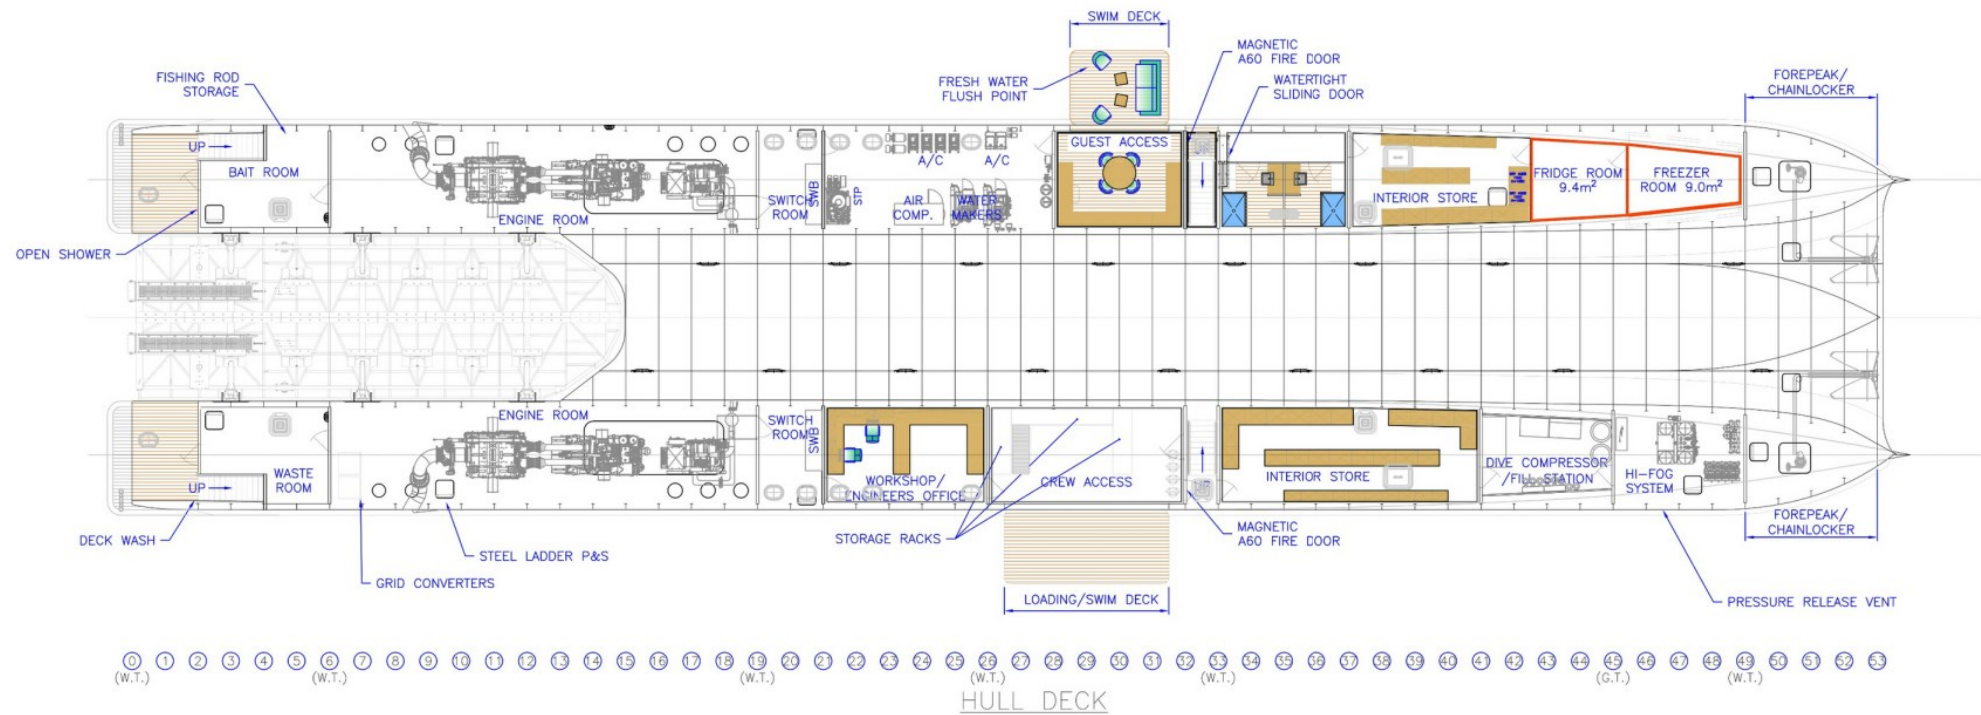 SWIM DECK
MAGNETIC
A60 FIRE DOOR
FISHING ROD
STORAGE
FRESH WATER
FLUSH POINT
WATERTIGHT
SLIDING DOOR
FOREPEAK/
CHAINLOCKER
UP
BAIT ROOM
ENGINE ROOM
SWITCH
ROOM
SWB
STP
A/C
A/C
AIR
COMP.
WATER
MAKERS
GUEST ACCESS
INTERIOR STORE
FRIDGE ROOM
9.4m²
FREEZER
ROOM 9.0m²
OPEN SHOWER
ENGINE ROOM
SWITCH
ROOM
SWB
UP
WASTE
ROOM
WORKSHOP/
ENGINEERS OFFICE
CREW ACCESS
INTERIOR STORE
DIVE COMPRESSOR
/FILL STATION
HI-FOG
SYSTEM
DECK WASH
STEEL LADDER P&S
GRID CONVERTERS
STORAGE RACKS
MAGNETIC
A60 FIRE DOOR
FOREPEAK/
CHAINLOCKER
LOADING/SWIM DECK
PRESSURE RELEASE VENT
0 1 2 3 4 5 6 7 8 9 10 11 12 13 14 15 16 17 18 19 20 21 22 23 24 25 26 27 28 29 30 31 32 33 34 35 36 37 38 39 40 41 42 43 44 45 46 47 48 49 50 51 52 53
(W.T.) (W.T.) (W.T.) (W.T.) (W.T.) (G.T.) (W.T.)
HULL DECK